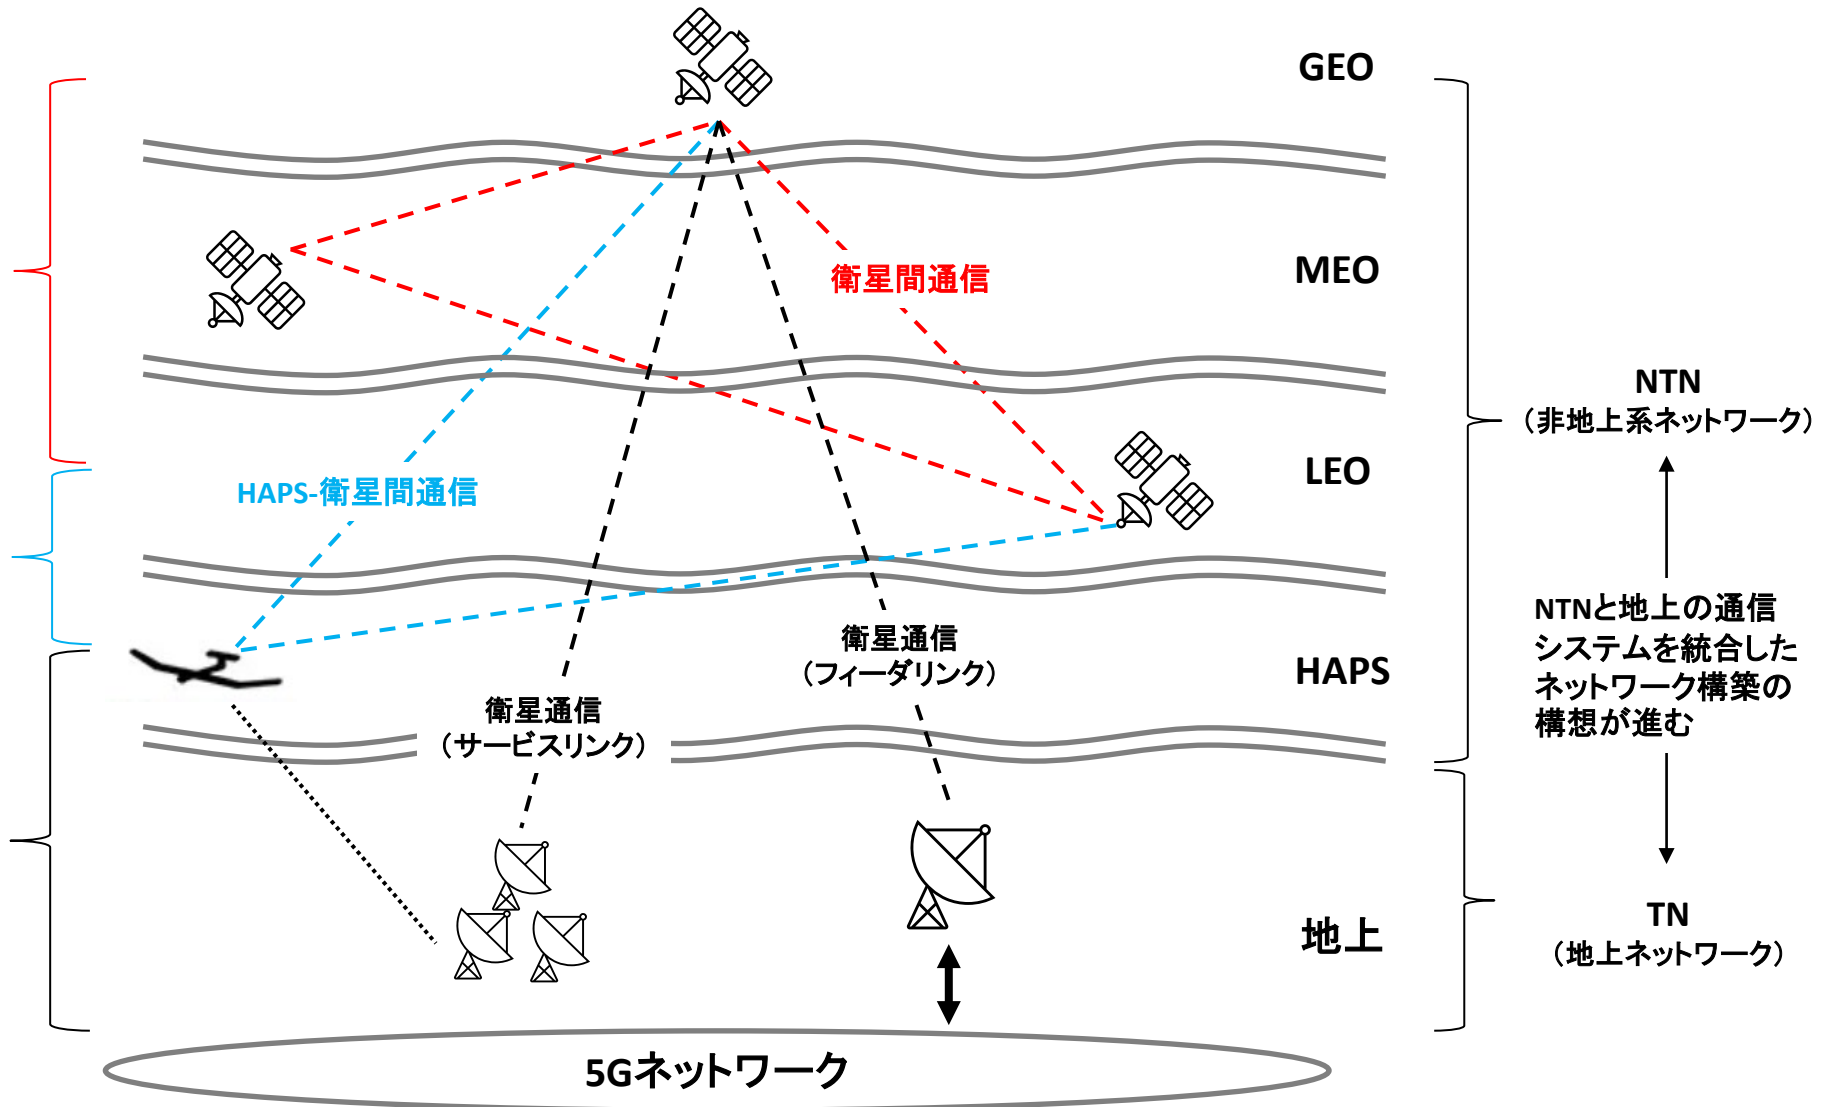 GEO
MEO
衛星間通信
NTN
（非地上系ネットワーク）
LEO
HAPS-衛星間通信
衛星通信
（フィーダリンク）
HAPS
NTNと地上の通信
システムを統合した
ネットワーク構築の
構想が進む
衛星通信
（サービスリンク）
地上
TN
（地上ネットワーク）
5Gネットワーク